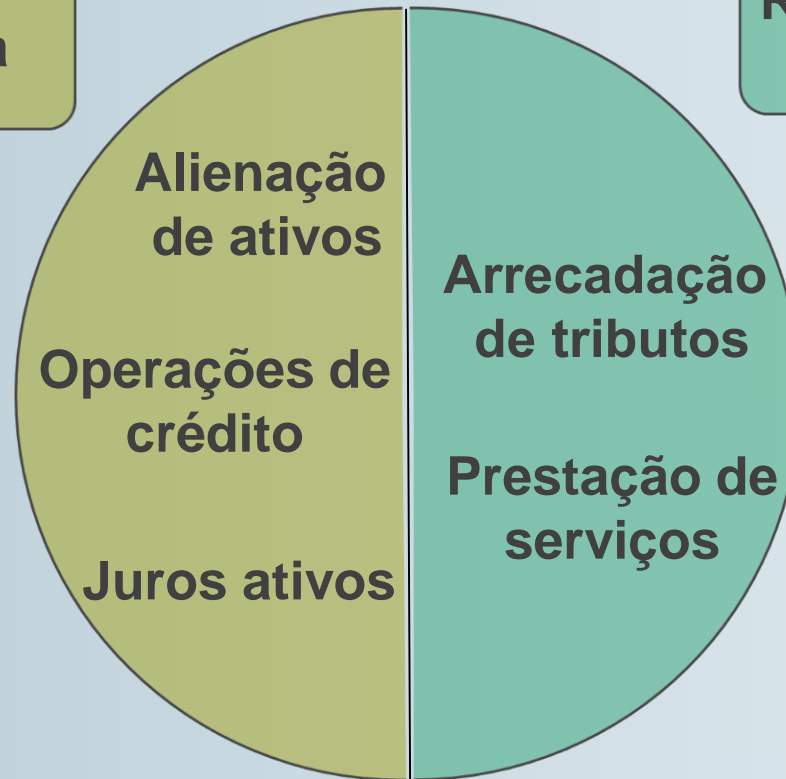 Alienação
de ativos
Operações de
crédito
Juros ativos
Arrecadação
de tributos
Prestação de
serviços